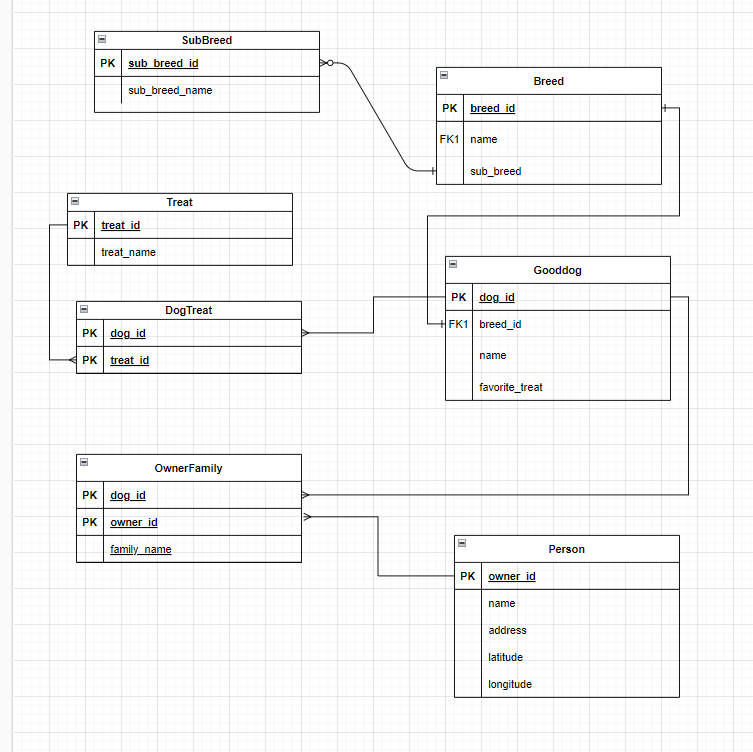 SubBreed
PK sub_breed_id
sub_breed_name
Breed
PK breed_id
FK1 name
sub_breed
Treat
PK treat_id
treat_name
Gooddog
PK dog_id
FK1 breed_id
name
favorite_treat
DogTreat
PK dog_id
PK treat_id
OwnerFamily
PK dog_id
PK owner_id
family_name
Person
PK owner_id
name
address
latitude
longitude